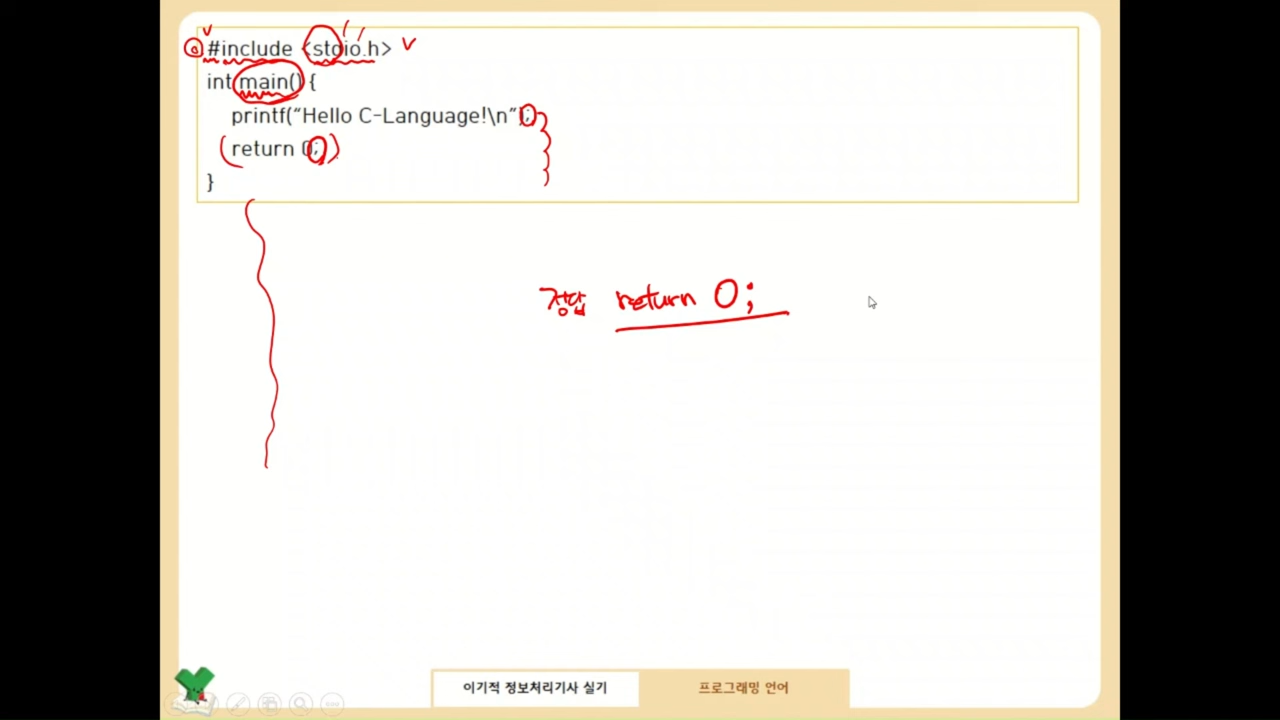 #include <stdio.h>
int main() {
printf("Hello C-Language!\n");
return 0;
}
정답 return 0;
이기적 정보처리기사 실기
프로그래밍 언어